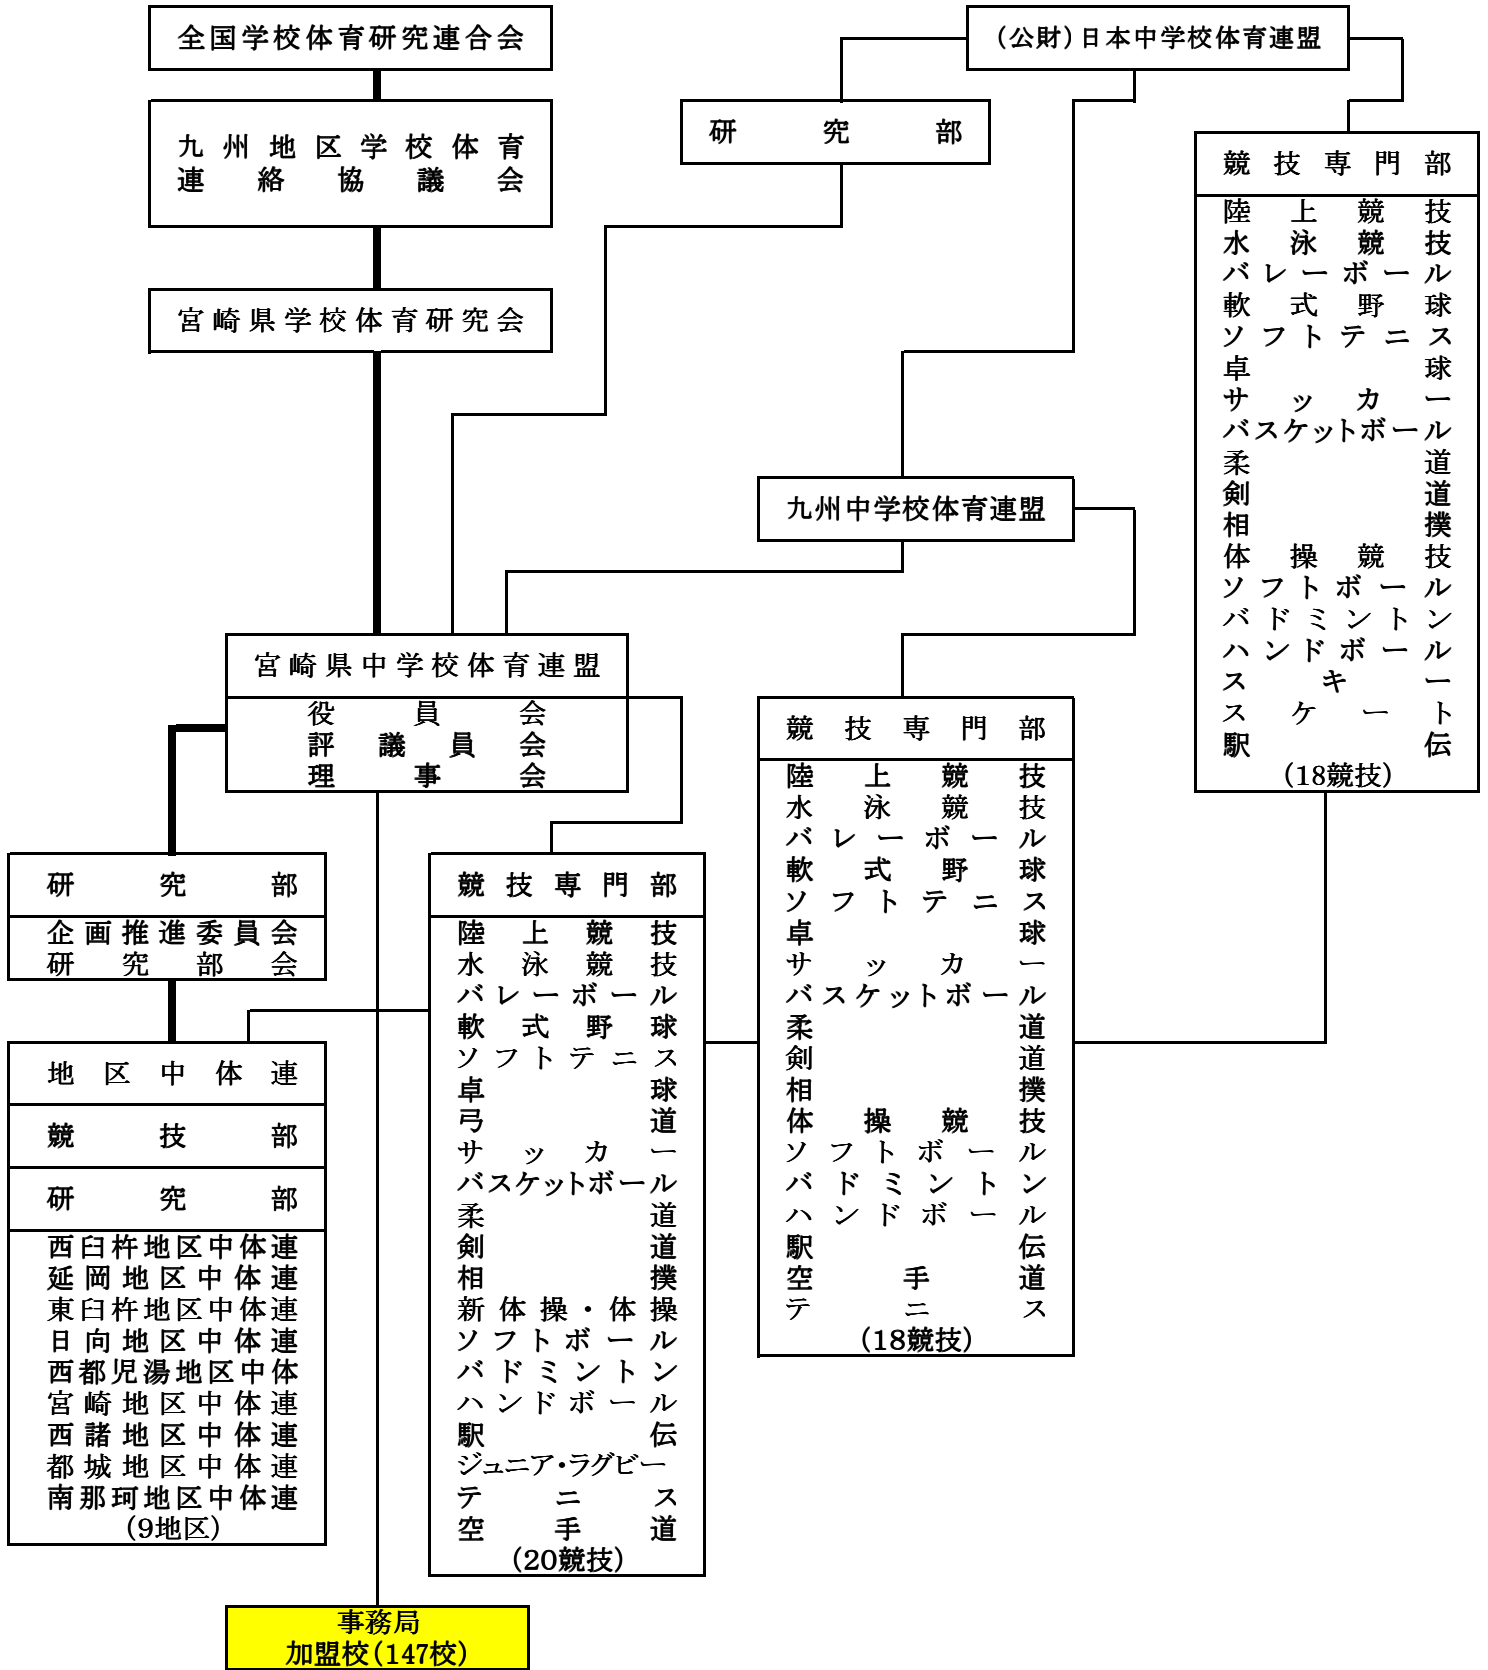 全国学校体育研究連合会
九州地区学校体育
連絡協議会
宮崎県学校体育研究会
(公財)日本中学校体育連盟
研究部
競技専門部
陸上競技
水泳競技
バレーボール
軟式野球
ソフトテニス
卓球
サッカー
バスケットボール
柔道
剣道
相撲
体操競技
ソフトボール
バドミントン
ハンドボール
スキー
スケート
駅伝
(18競技)
九州中学校体育連盟
宮崎県中学校体育連盟
役員会
評議員会
理事会
競技専門部
陸上競技
水泳競技
バレーボール
軟式野球
ソフトテニス
卓球
サッカー
バスケットボール
柔道
剣道
相撲
体操競技
ソフトボール
バドミントン
ハンドボール
駅伝
空手道
テニス
(18競技)
研究部
企画推進委員会
研究部会
地区中体連
競技部
研究部
西臼杵地区中体連
延岡地区中体連
東臼杵地区中体連
日向地区中体連
西都児湯地区中体
宮崎地区中体連
西諸地区中体連
都城地区中体連
南那珂地区中体連
(9地区)
競技専門部
陸上競技
水泳競技
バレーボール
軟式野球
ソフトテニス
卓球
弓道
サッカー
バスケットボール
柔道
剣道
相撲
新体操・体操
ソフトボール
バドミントン
ハンドボール
駅伝
ジュニア・ラグビー
テニス
空手道
(20競技)
事務局
加盟校(147校)